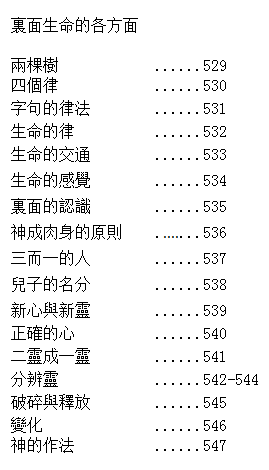 裏面生命的各方面
兩棵樹 ......529
四個律 ......530
字句的律法 ......531
生命的律 ......532
生命的交通 ......533
生命的感覺 ......534
裏面的認識 ......535
神成肉身的原則 ......536
三而一的人 ......537
兒子的名分 ......538
新心與新靈 ......539
正確的心 ......540
二靈成一靈 ......541
分辨靈 ......542-544
破碎與釋放 ......545
變化 ......546
神的作法 ......547